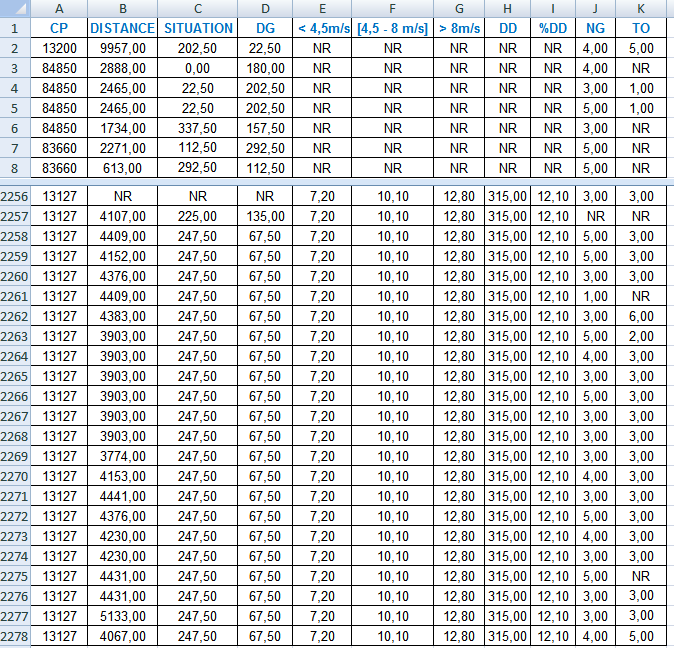 A B C D E F G H I J K
1 CP DISTANCE SITUATION DG < 4,5m/s [4,5 - 8 m/s] > 8m/s DD %DD NG TO
2 13200 9957,00 202,50 22,50 NR NR NR NR NR 4,00 5,00
3 84850 2888,00 0,00 180,00 NR NR NR NR NR 4,00 NR
4 84850 2465,00 22,50 202,50 NR NR NR NR NR 3,00 1,00
5 84850 2465,00 22,50 202,50 NR NR NR NR NR 5,00 1,00
6 84850 1734,00 337,50 157,50 NR NR NR NR NR 3,00 NR
7 83660 2271,00 112,50 292,50 NR NR NR NR NR 5,00 NR
8 83660 613,00 292,50 112,50 NR NR NR NR NR 5,00 NR
2256 13127 NR NR NR 7,20 10,10 12,80 315,00 12,10 3,00 3,00
2257 13127 4107,00 225,00 135,00 7,20 10,10 12,80 315,00 12,10 NR NR
2258 13127 4409,00 247,50 67,50 7,20 10,10 12,80 315,00 12,10 5,00 3,00
2259 13127 4152,00 247,50 67,50 7,20 10,10 12,80 315,00 12,10 5,00 3,00
2260 13127 4376,00 247,50 67,50 7,20 10,10 12,80 315,00 12,10 3,00 3,00
2261 13127 4409,00 247,50 67,50 7,20 10,10 12,80 315,00 12,10 1,00 NR
2262 13127 4383,00 247,50 67,50 7,20 10,10 12,80 315,00 12,10 3,00 6,00
2263 13127 3903,00 247,50 67,50 7,20 10,10 12,80 315,00 12,10 5,00 2,00
2264 13127 3903,00 247,50 67,50 7,20 10,10 12,80 315,00 12,10 4,00 3,00
2265 13127 3903,00 247,50 67,50 7,20 10,10 12,80 315,00 12,10 3,00 3,00
2266 13127 3903,00 247,50 67,50 7,20 10,10 12,80 315,00 12,10 5,00 3,00
2267 13127 3903,00 247,50 67,50 7,20 10,10 12,80 315,00 12,10 3,00 3,00
2268 13127 3903,00 247,50 67,50 7,20 10,10 12,80 315,00 12,10 3,00 3,00
2269 13127 3774,00 247,50 67,50 7,20 10,10 12,80 315,00 12,10 3,00 3,00
2270 13127 4153,00 247,50 67,50 7,20 10,10 12,80 315,00 12,10 4,00 3,00
2271 13127 4441,00 247,50 67,50 7,20 10,10 12,80 315,00 12,10 3,00 3,00
2272 13127 4376,00 247,50 67,50 7,20 10,10 12,80 315,00 12,10 5,00 3,00
2273 13127 4230,00 247,50 67,50 7,20 10,10 12,80 315,00 12,10 4,00 3,00
2274 13127 4230,00 247,50 67,50 7,20 10,10 12,80 315,00 12,10 3,00 3,00
2275 13127 4431,00 247,50 67,50 7,20 10,10 12,80 315,00 12,10 5,00 NR
2276 13127 4431,00 247,50 67,50 7,20 10,10 12,80 315,00 12,10 3,00 3,00
2277 13127 5133,00 247,50 67,50 7,20 10,10 12,80 315,00 12,10 3,00 3,00
2278 13127 4067,00 247,50 67,50 7,20 10,10 12,80 315,00 12,10 4,00 5,00